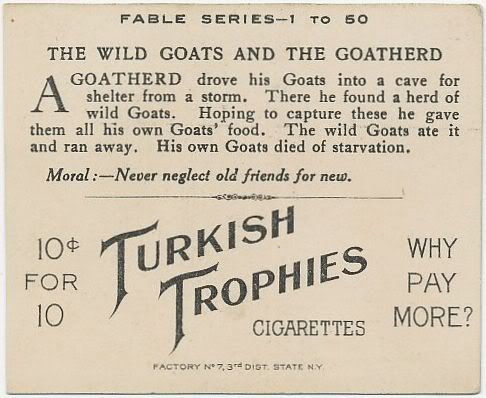 FABLE SERIES—1 TO 50
THE WILD GOATS AND THE GOATHERD
A GOATHERD drove his Goats into a cave for
shelter from a storm. There he found a herd of
wild Goats. Hoping to capture these he gave
them all his own Goats' food. The wild Goats ate it
and ran away. His own Goats died of starvation.
Moral:—Never neglect old friends for new.
10¢
FOR
10
TURKISH
TROPHIES
CIGARETTES
WHY
PAY
MORE?
FACTORY Nº 7, 3rd DIST. STATE N.Y.